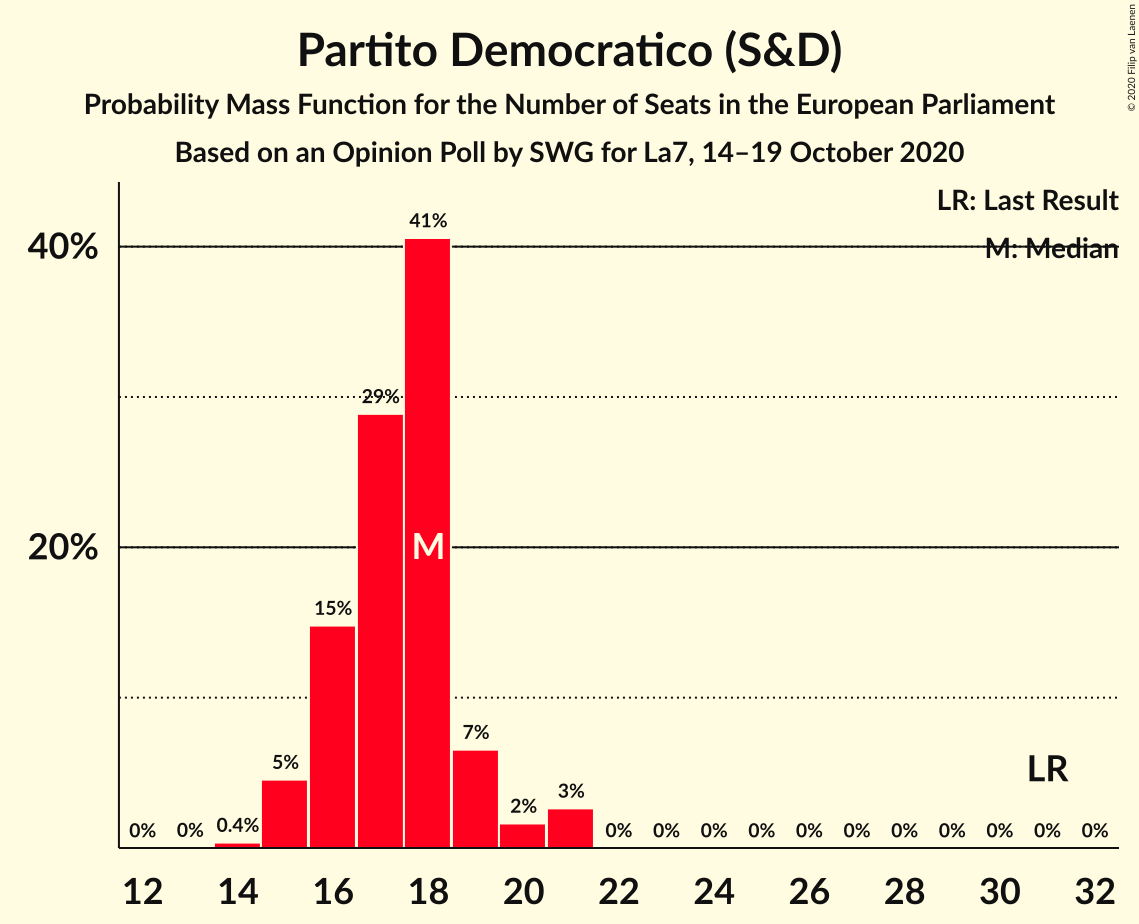 Partito Democratico (S&D)
Probability Mass Function for the Number of Seats in the European Parliament
Based on an Opinion Poll by SWG for La7, 14–19 October 2020
© 2020 Filip van Laenen
LR: Last Result
M: Median
40%
20%
0% 0% 0.4% 5% 15% 29% 41% 7% 2% 3% 0% 0% 0% 0% 0% 0% 0% 0% 0% 0% 0%
M
LR
12 14 16 18 20 22 24 26 28 30 32